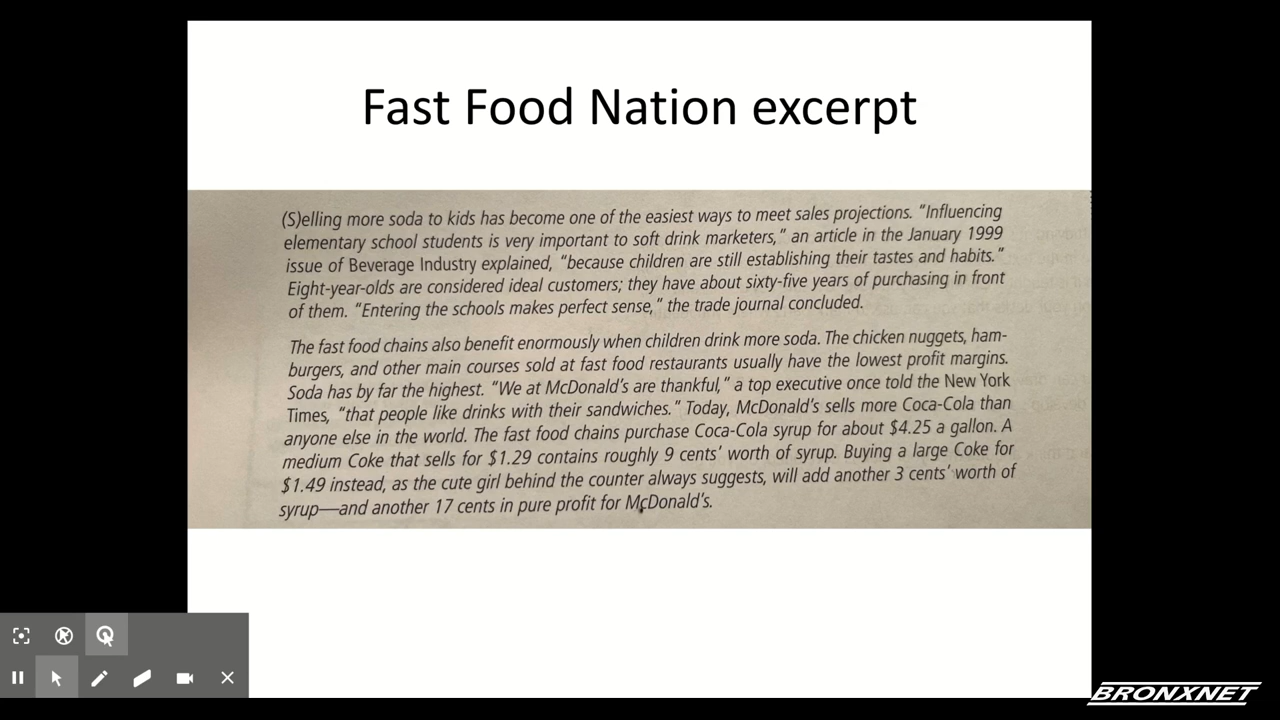 Fast Food Nation excerpt
(S)elling more soda to kids has become one of the easiest ways to meet sales projections. “Influencing
elementary school students is very important to soft drink marketers,” an article in the January 1999
issue of Beverage Industry explained, “because children are still establishing their tastes and habits.”
Eight-year-olds are considered ideal customers; they have about sixty-five years of purchasing in front
of them. “Entering the schools makes perfect sense,” the trade journal concluded.
The fast food chains also benefit enormously when children drink more soda. The chicken nuggets, ham-
burgers, and other main courses sold at fast food restaurants usually have the lowest profit margins.
Soda has by far the highest. “We at McDonald’s are thankful,” a top executive once told the New York
Times, “that people like drinks with their sandwiches.” Today, McDonald’s sells more Coca-Cola than
anyone else in the world. The fast food chains purchase Coca-Cola syrup for about $4.25 a gallon. A
medium Coke that sells for $1.29 contains roughly 9 cents’ worth of syrup. Buying a large Coke for
$1.49 instead, as the cute girl behind the counter always suggests, will add another 3 cents’ worth of
syrup—and another 17 cents in pure profit for McDonald’s.
BRONXNET